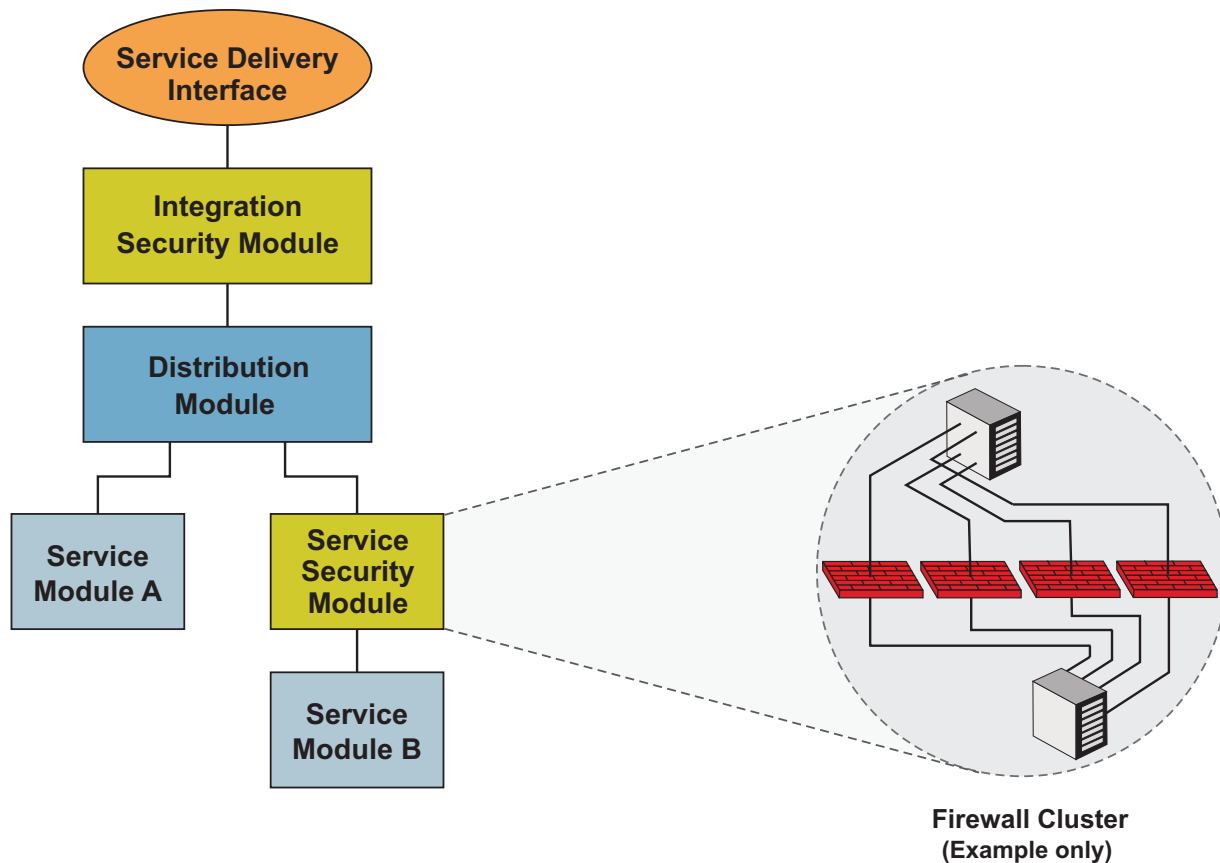 Service Delivery
Interface
Integration
Security Module
Distribution
Module
Service
Module A
Service
Security
Module
Service
Module B
Firewall Cluster
(Example only)